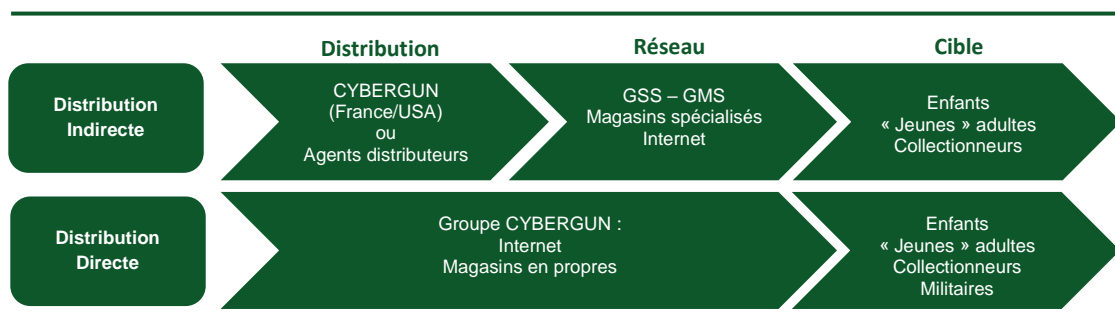 Distribution
Réseau
Cible
Distribution
Indirecte
CYBERGUN
(France/USA)
ou
Agents distributeurs
GSS – GMS
Magasins spécialisés
Internet
Enfants
« Jeunes » adultes
Collectionneurs
Distribution
Directe
Groupe CYBERGUN :
Internet
Magasins en propres
Enfants
« Jeunes » adultes
Collectionneurs
Militaires